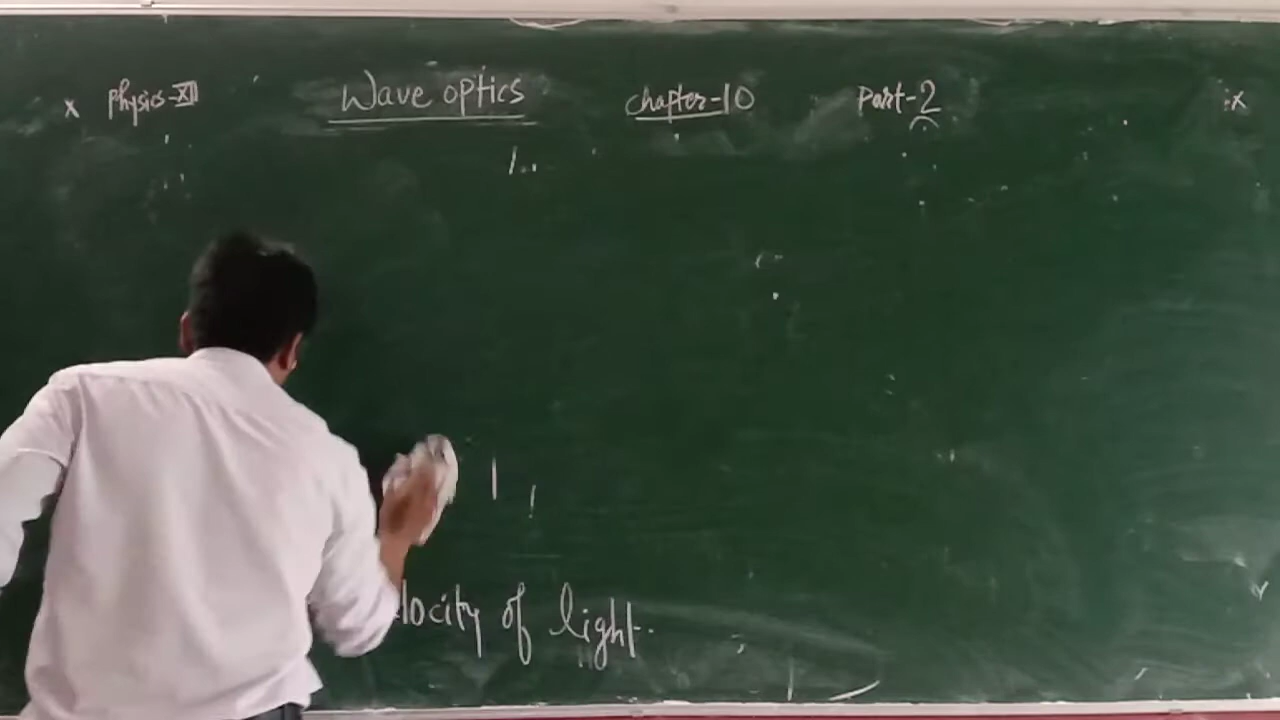 x Physics-XII Wave optics Chapter=10 Part-2 x
locity of light.